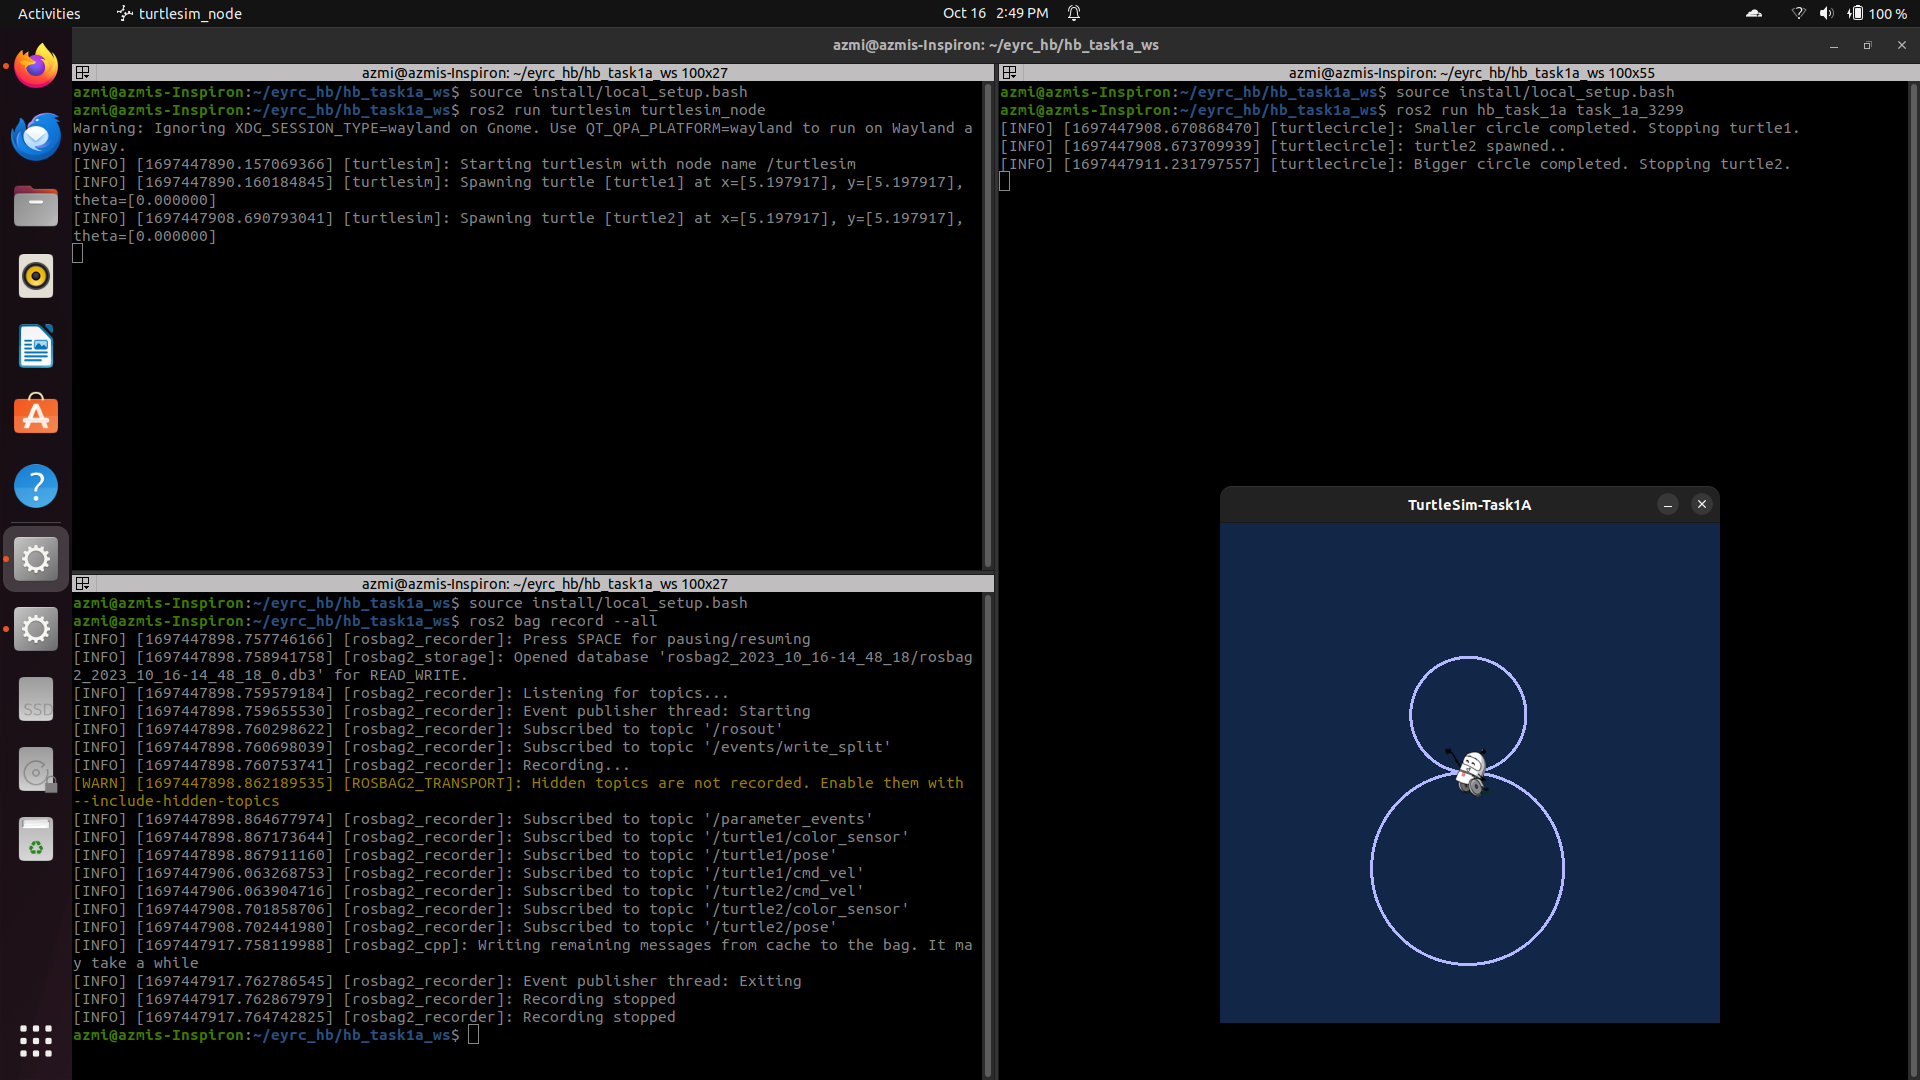 Activities
turtlesim_node
Oct 16 2:49 PM
100 %
azmi@azmis-Inspiron: ~/eyrc_hb/hb_task1a_ws
azmi@azmis-Inspiron: ~/eyrc_hb/hb_task1a_ws 100x27
azmi@azmis-Inspiron:~/eyrc_hb/hb_task1a_ws$ source install/local_setup.bash
azmi@azmis-Inspiron:~/eyrc_hb/hb_task1a_ws$ ros2 run turtlesim turtlesim_node
Warning: Ignoring XDG_SESSION_TYPE=wayland on Gnome. Use QT_QPA_PLATFORM=wayland to run on Wayland a
nyway.
[INFO] [1697447890.157069366] [turtlesim]: Starting turtlesim with node name /turtlesim
[INFO] [1697447890.160184845] [turtlesim]: Spawning turtle [turtle1] at x=[5.197917], y=[5.197917],
theta=[0.000000]
[INFO] [1697447908.690793041] [turtlesim]: Spawning turtle [turtle2] at x=[5.197917], y=[5.197917],
theta=[0.000000]
azmi@azmis-Inspiron: ~/eyrc_hb/hb_task1a_ws 100x27
azmi@azmis-Inspiron:~/eyrc_hb/hb_task1a_ws$ source install/local_setup.bash
azmi@azmis-Inspiron:~/eyrc_hb/hb_task1a_ws$ ros2 bag record --all
[INFO] [1697447898.757746166] [rosbag2_recorder]: Press SPACE for pausing/resuming
[INFO] [1697447898.758941758] [rosbag2_storage]: Opened database 'rosbag2_2023_10_16-14_48_18/rosbag
2_2023_10_16-14_48_18_0.db3' for READ_WRITE.
[INFO] [1697447898.759579184] [rosbag2_recorder]: Listening for topics...
[INFO] [1697447898.759655530] [rosbag2_recorder]: Event publisher thread: Starting
[INFO] [1697447898.760298622] [rosbag2_recorder]: Subscribed to topic '/rosout'
[INFO] [1697447898.760698039] [rosbag2_recorder]: Subscribed to topic '/events/write_split'
[INFO] [1697447898.760753741] [rosbag2_recorder]: Recording...
[WARN] [1697447898.862189535] [ROSBAG2_TRANSPORT]: Hidden topics are not recorded. Enable them with
--include-hidden-topics
[INFO] [1697447898.864677974] [rosbag2_recorder]: Subscribed to topic '/parameter_events'
[INFO] [1697447898.867173644] [rosbag2_recorder]: Subscribed to topic '/turtle1/color_sensor'
[INFO] [1697447898.867911160] [rosbag2_recorder]: Subscribed to topic '/turtle1/pose'
[INFO] [1697447906.063268753] [rosbag2_recorder]: Subscribed to topic '/turtle1/cmd_vel'
[INFO] [1697447906.063904716] [rosbag2_recorder]: Subscribed to topic '/turtle2/cmd_vel'
[INFO] [1697447908.701858706] [rosbag2_recorder]: Subscribed to topic '/turtle2/color_sensor'
[INFO] [1697447908.702441980] [rosbag2_recorder]: Subscribed to topic '/turtle2/pose'
[INFO] [1697447917.758119988] [rosbag2_cpp]: Writing remaining messages from cache to the bag. It ma
y take a while
[INFO] [1697447917.762786545] [rosbag2_recorder]: Event publisher thread: Exiting
[INFO] [1697447917.762867979] [rosbag2_recorder]: Recording stopped
[INFO] [1697447917.764742825] [rosbag2_recorder]: Recording stopped
azmi@azmis-Inspiron:~/eyrc_hb/hb_task1a_ws$
azmi@azmis-Inspiron: ~/eyrc_hb/hb_task1a_ws 100x55
azmi@azmis-Inspiron:~/eyrc_hb/hb_task1a_ws$ source install/local_setup.bash
azmi@azmis-Inspiron:~/eyrc_hb/hb_task1a_ws$ ros2 run hb_task_1a task_1a_3299
[INFO] [1697447908.670868470] [turtlecircle]: Smaller circle completed. Stopping turtle1.
[INFO] [1697447908.673709939] [turtlecircle]: turtle2 spawned..
[INFO] [1697447911.231797557] [turtlecircle]: Bigger circle completed. Stopping turtle2.
TurtleSim-Task1A
SSD